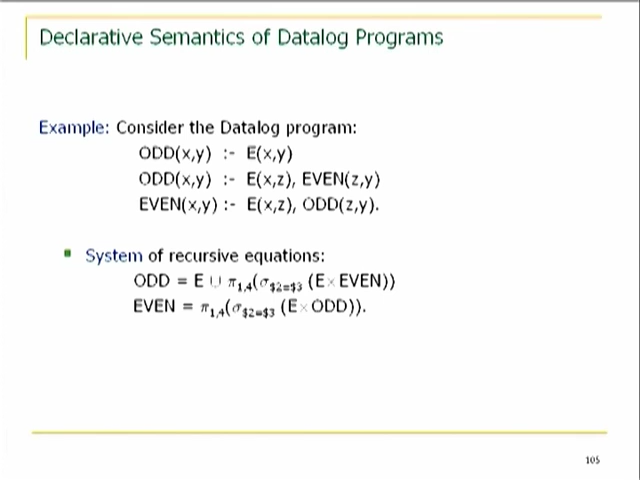 Declarative Semantics of Datalog Programs
Example: Consider the Datalog program:
ODD(x,y) :- E(x,y)
ODD(x,y) :- E(x,z), EVEN(z,y)
EVEN(x,y) :- E(x,z), ODD(z,y).
System of recursive equations:
ODD = E ∪ π1,4(σ$2=$3 (E × EVEN))
EVEN = π1,4(σ$2=$3 (E × ODD)).
105